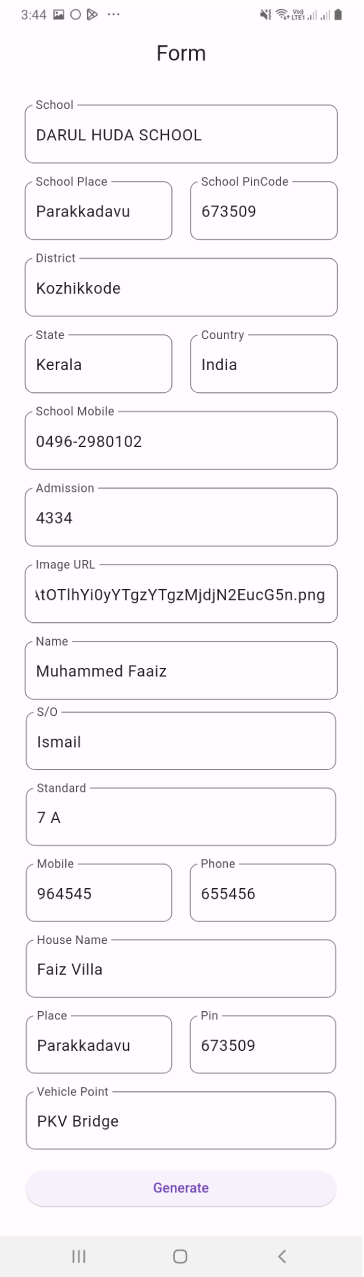 3:44
Form
School
DARUL HUDA SCHOOL
School Place School PinCode
Parakkadavu 673509
District
Kozhikkode
State Country
Kerala India
School Mobile
0496-2980102
Admission
4334
Image URL
AtOTlhYi0yYTgzYTgzMjdjN2EucG5n.png
Name
Muhammed Faaiz
S/O
Ismail
Standard
7 A
Mobile Phone
964545 655456
House Name
Faiz Villa
Place Pin
Parakkadavu 673509
Vehicle Point
PKV Bridge
Generate